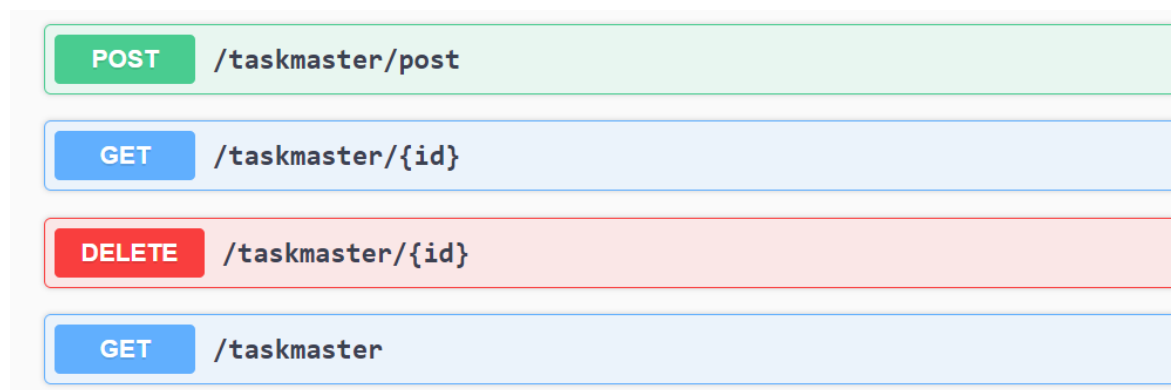 POST /taskmaster/post
GET /taskmaster/{id}
DELETE /taskmaster/{id}
GET /taskmaster